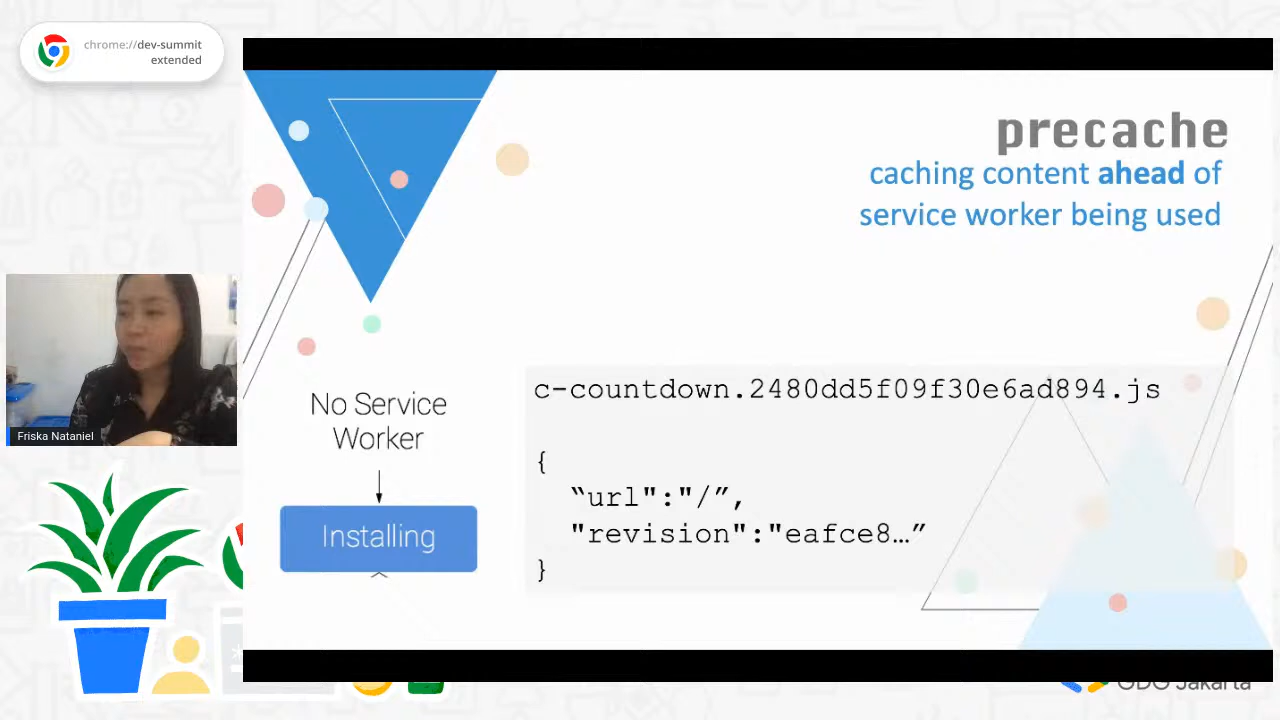 chrome://dev-summit
extended
precache
caching content ahead of
service worker being used
Friska Nataniel
No Service
Worker
Installing
c-countdown.2480dd5f09f30e6ad894.js
{
“url":"/”,
"revision":"eafce8…”
}
GDG Jakarta